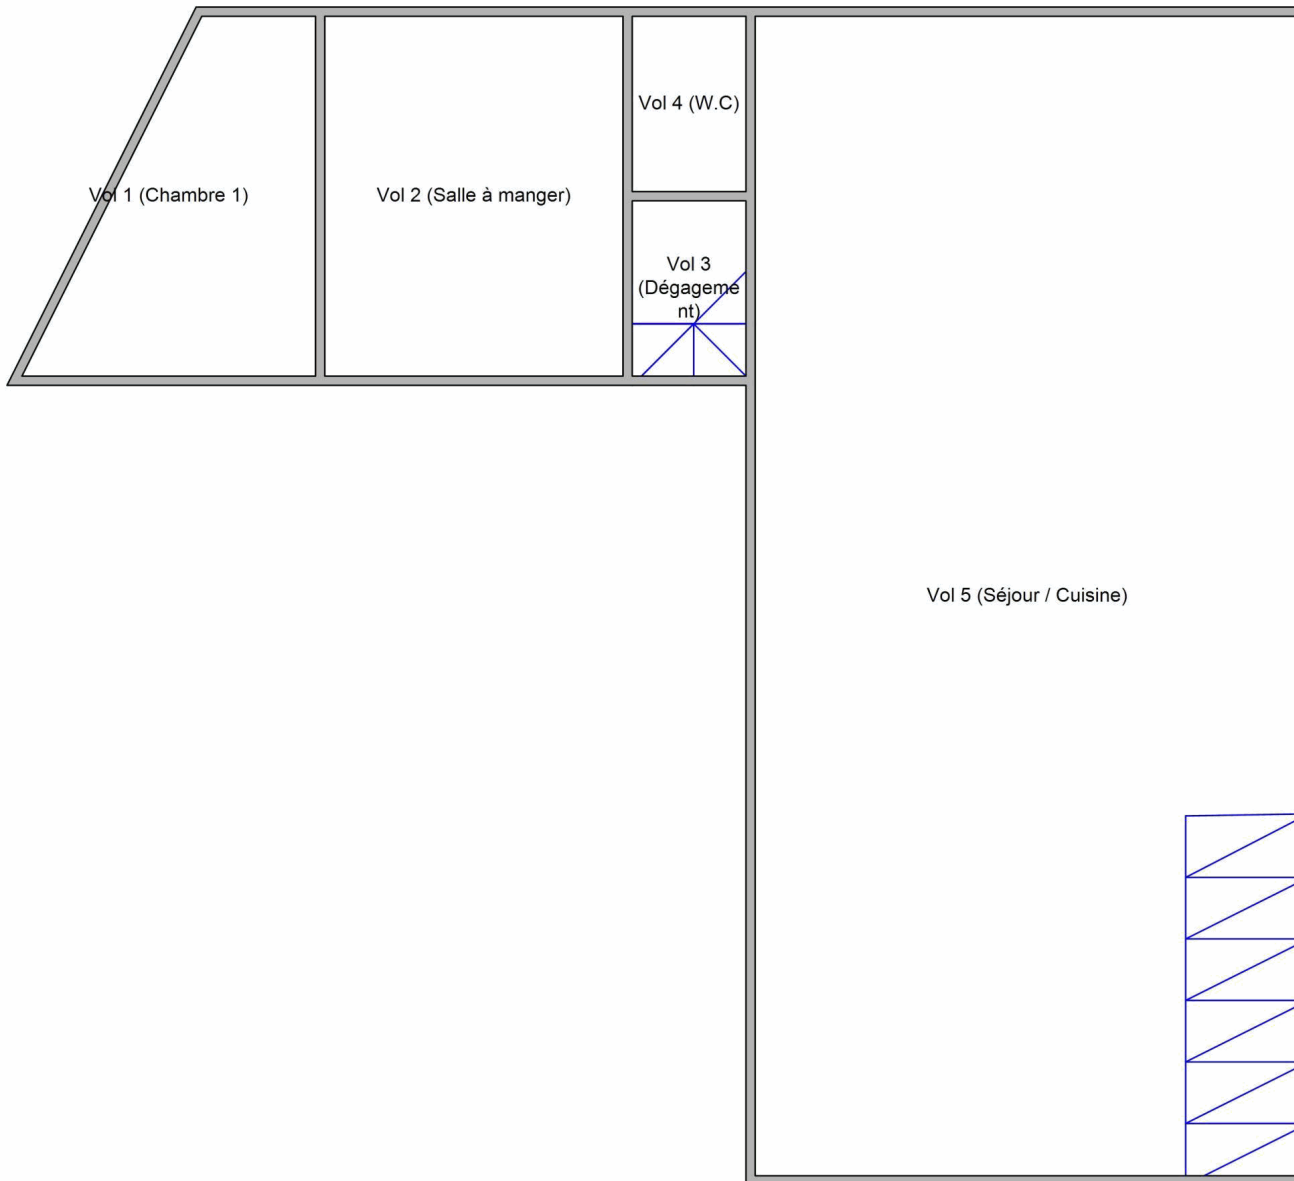 Vol 4 (W.C)
Vol 1 (Chambre 1)
Vol 2 (Salle à manger)
Vol 3
(Dégageme
nt)
Vol 5 (Séjour / Cuisine)